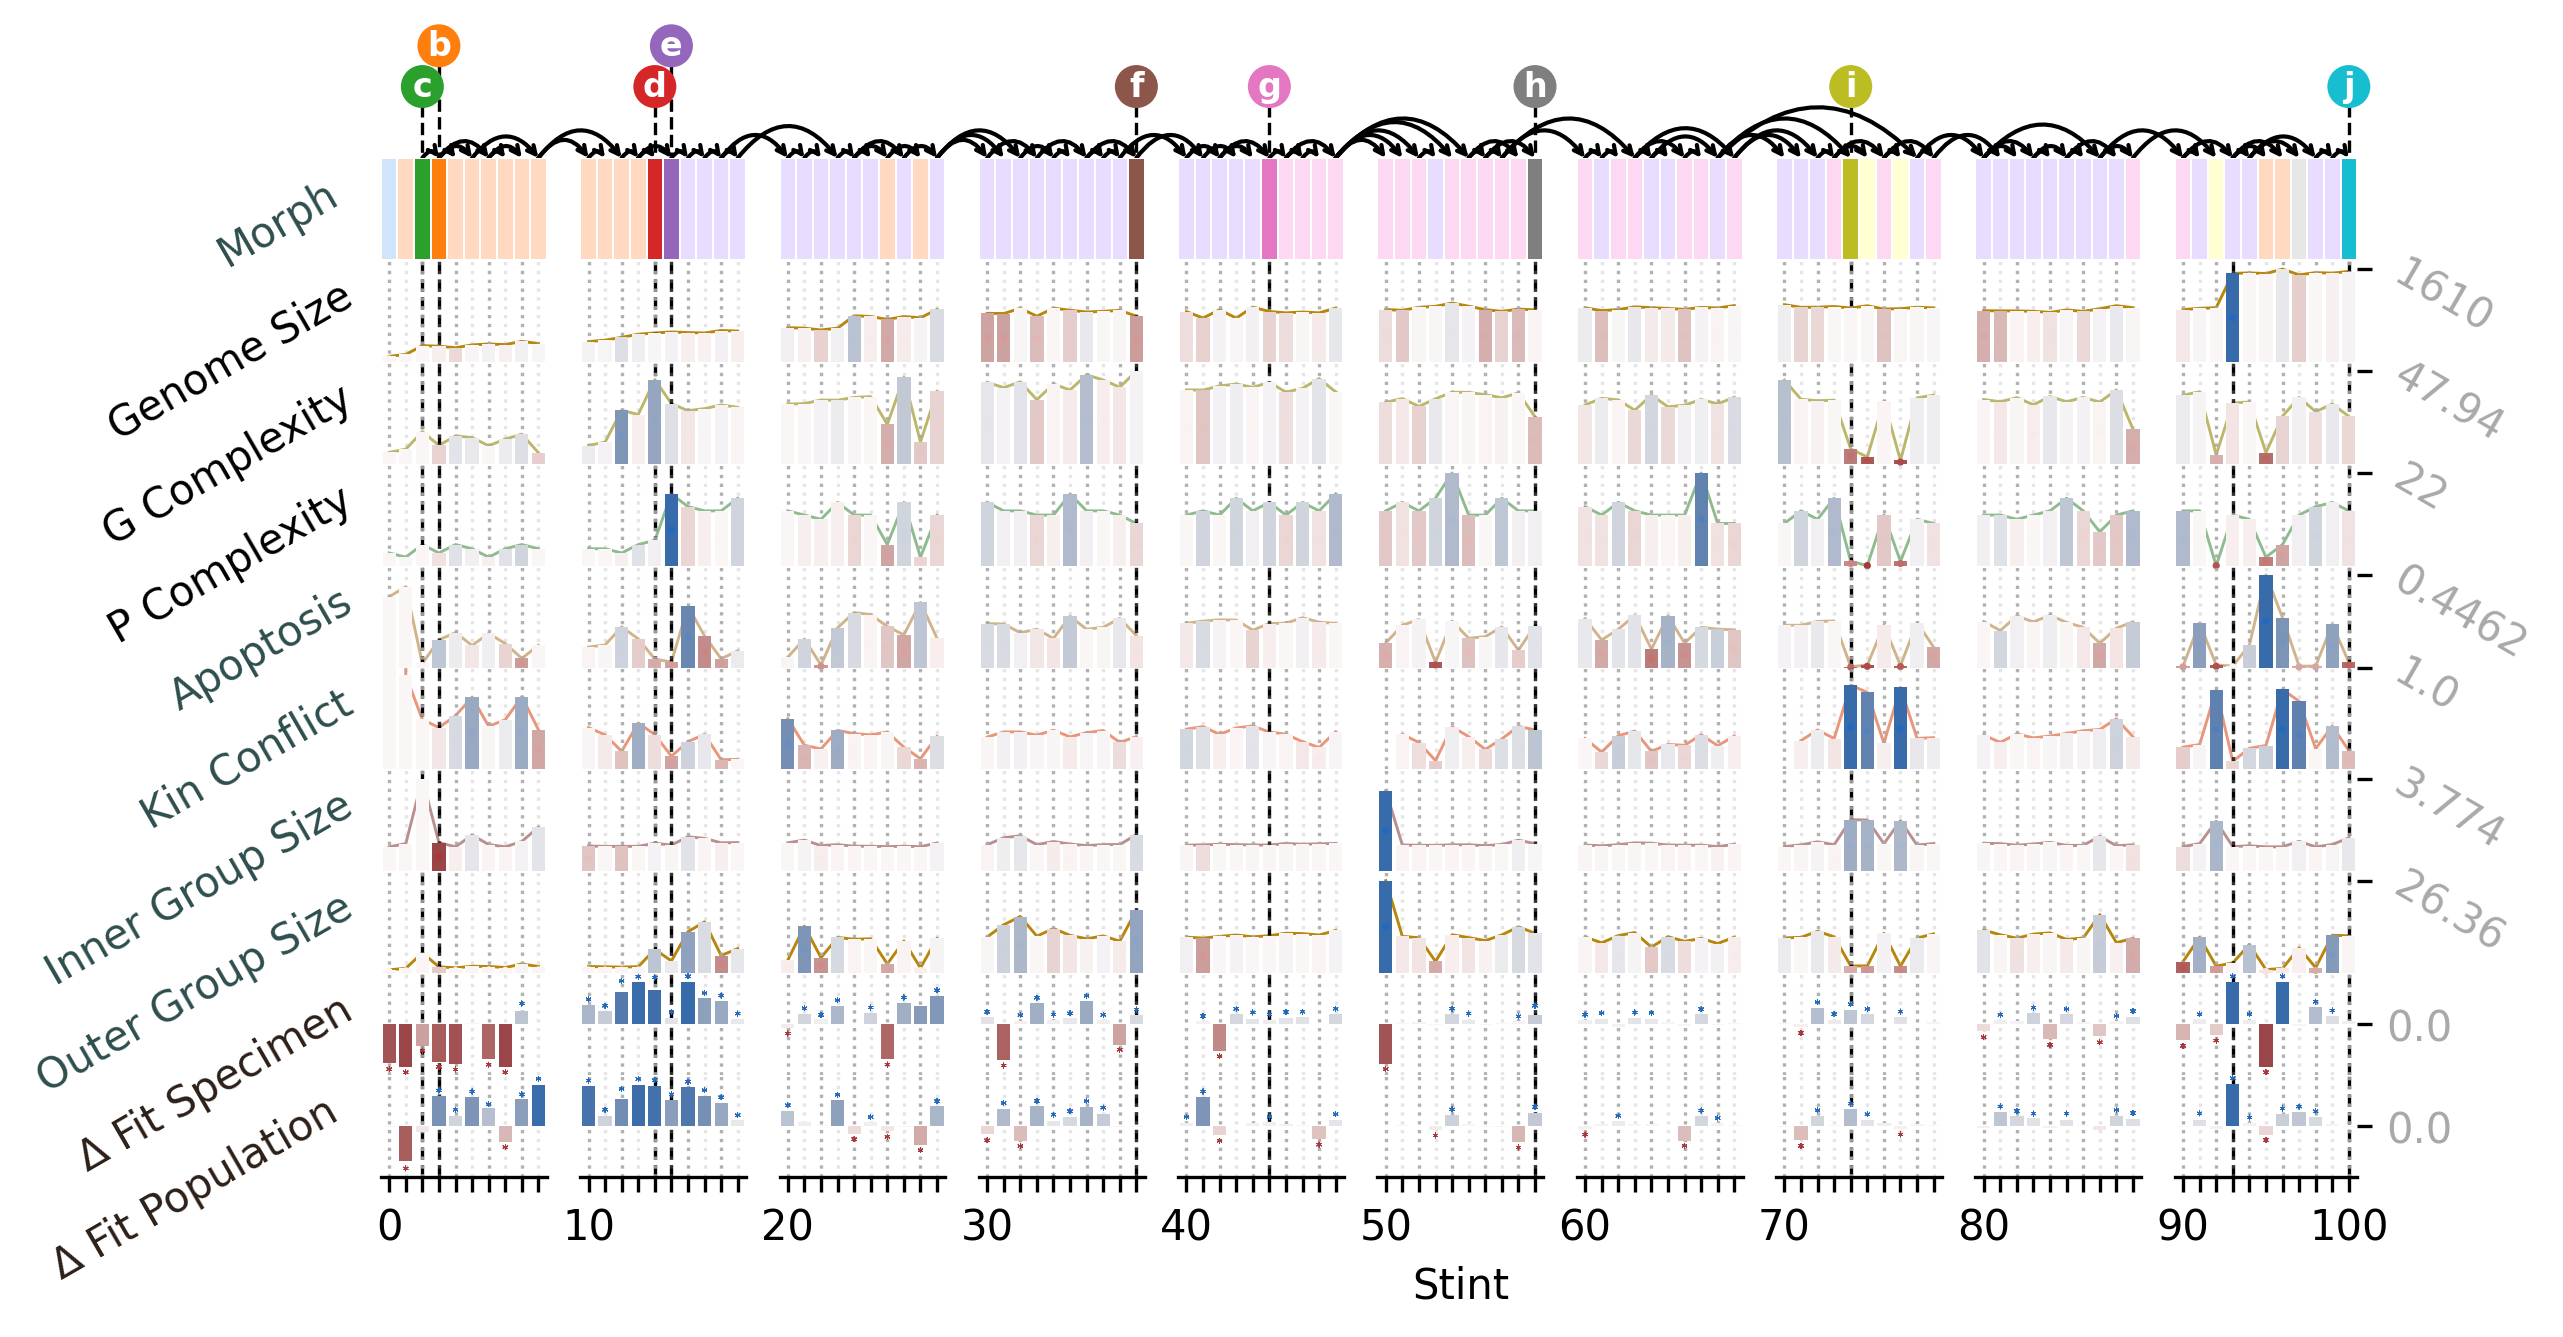 b
e
c
d
f
g
h
i
j
Morph
Genome Size
1610
G Complexity
47.94
P Complexity
22
Apoptosis
0.4462
Kin Conflict
1.0
Inner Group Size
3.774
Outer Group Size
26.36
Δ Fit Specimen
0.0
Δ Fit Population
0.0
0 10 20 30 40 50 60 70 80 90 100
Stint